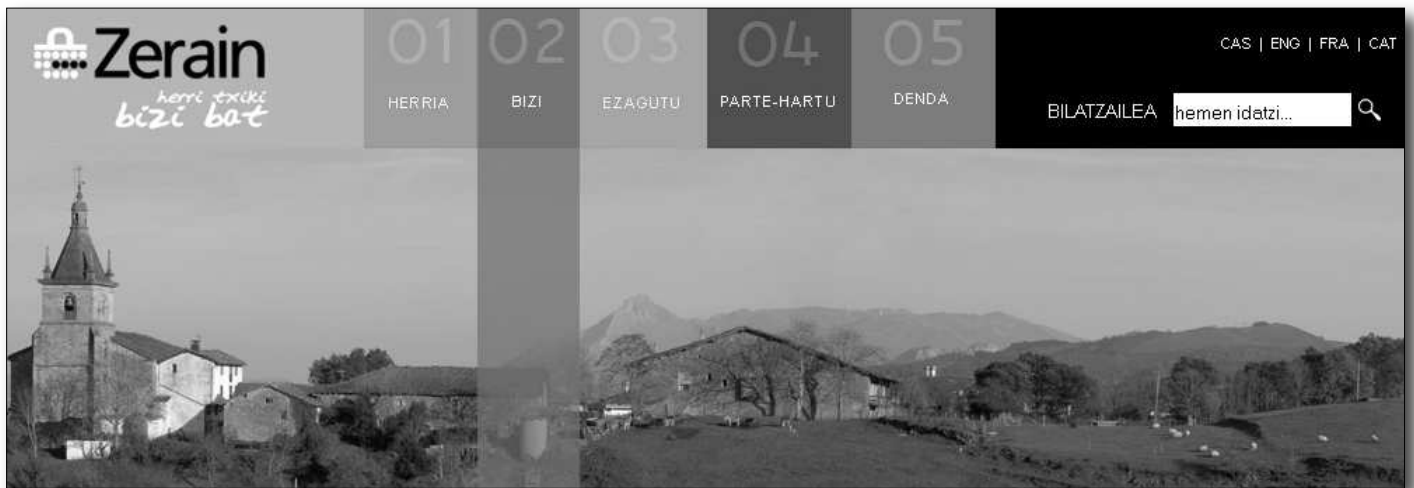 Zerain
herri txiki
bizi bat
01
HERRIA
02
BIZI
03
EZAGUTU
04
PARTE-HARTU
05
DENDA
CAS | ENG | FRA | CAT
BILATZAILEA hemen idatzi...